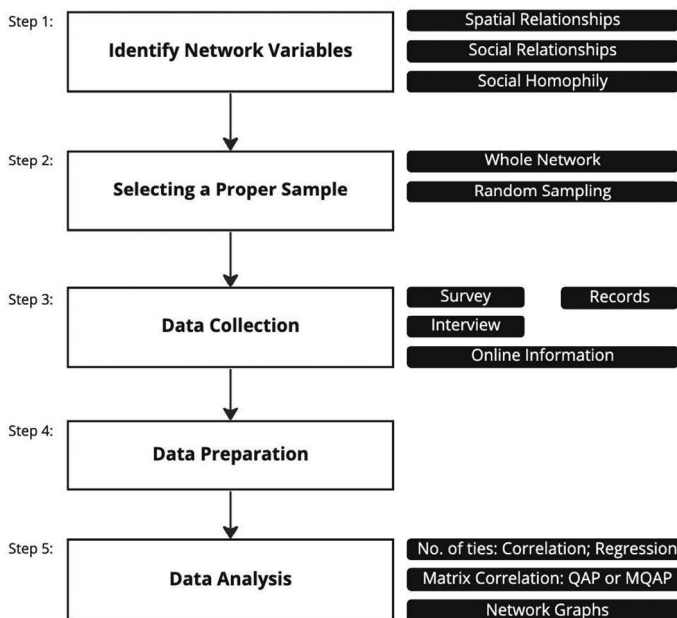 Step 1:
Identify Network Variables
Spatial Relationships
Social Relationships
Social Homophily
Step 2:
Selecting a Proper Sample
Whole Network
Random Sampling
Step 3:
Data Collection
Survey
Records
Interview
Online Information
Step 4:
Data Preparation
Step 5:
Data Analysis
No. of ties: Correlation; Regression
Matrix Correlation: QAP or MQAP
Network Graphs